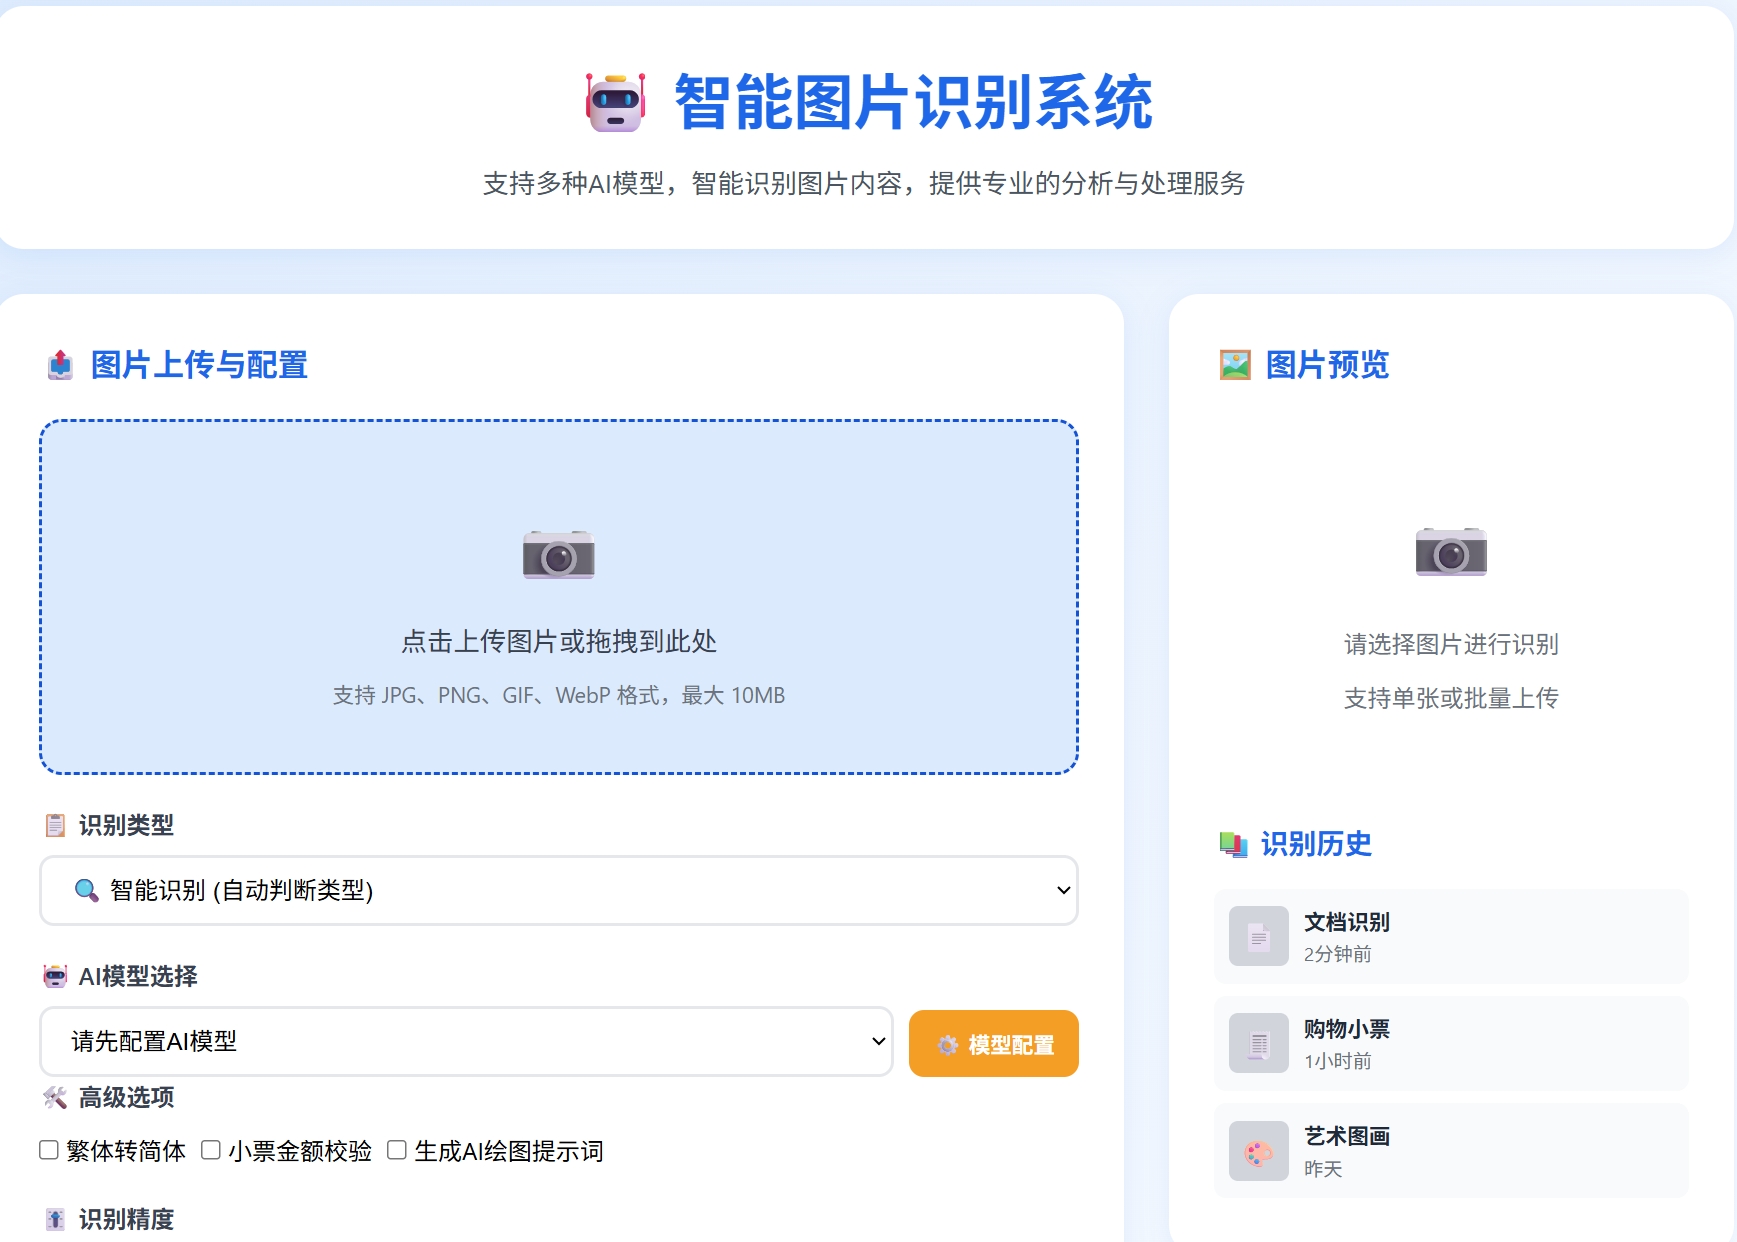 智能图片识别系统
支持多种AI模型，智能识别图片内容，提供专业的分析与处理服务
图片上传与配置
点击上传图片或拖拽到此处
支持 JPG、PNG、GIF、WebP 格式，最大 10MB
识别类型
智能识别 (自动判断类型)
AI模型选择
请先配置AI模型
模型配置
高级选项
繁体转简体 小票金额校验 生成AI绘图提示词
识别精度
图片预览
请选择图片进行识别
支持单张或批量上传
识别历史
文档识别
2分钟前
购物小票
1小时前
艺术图画
昨天